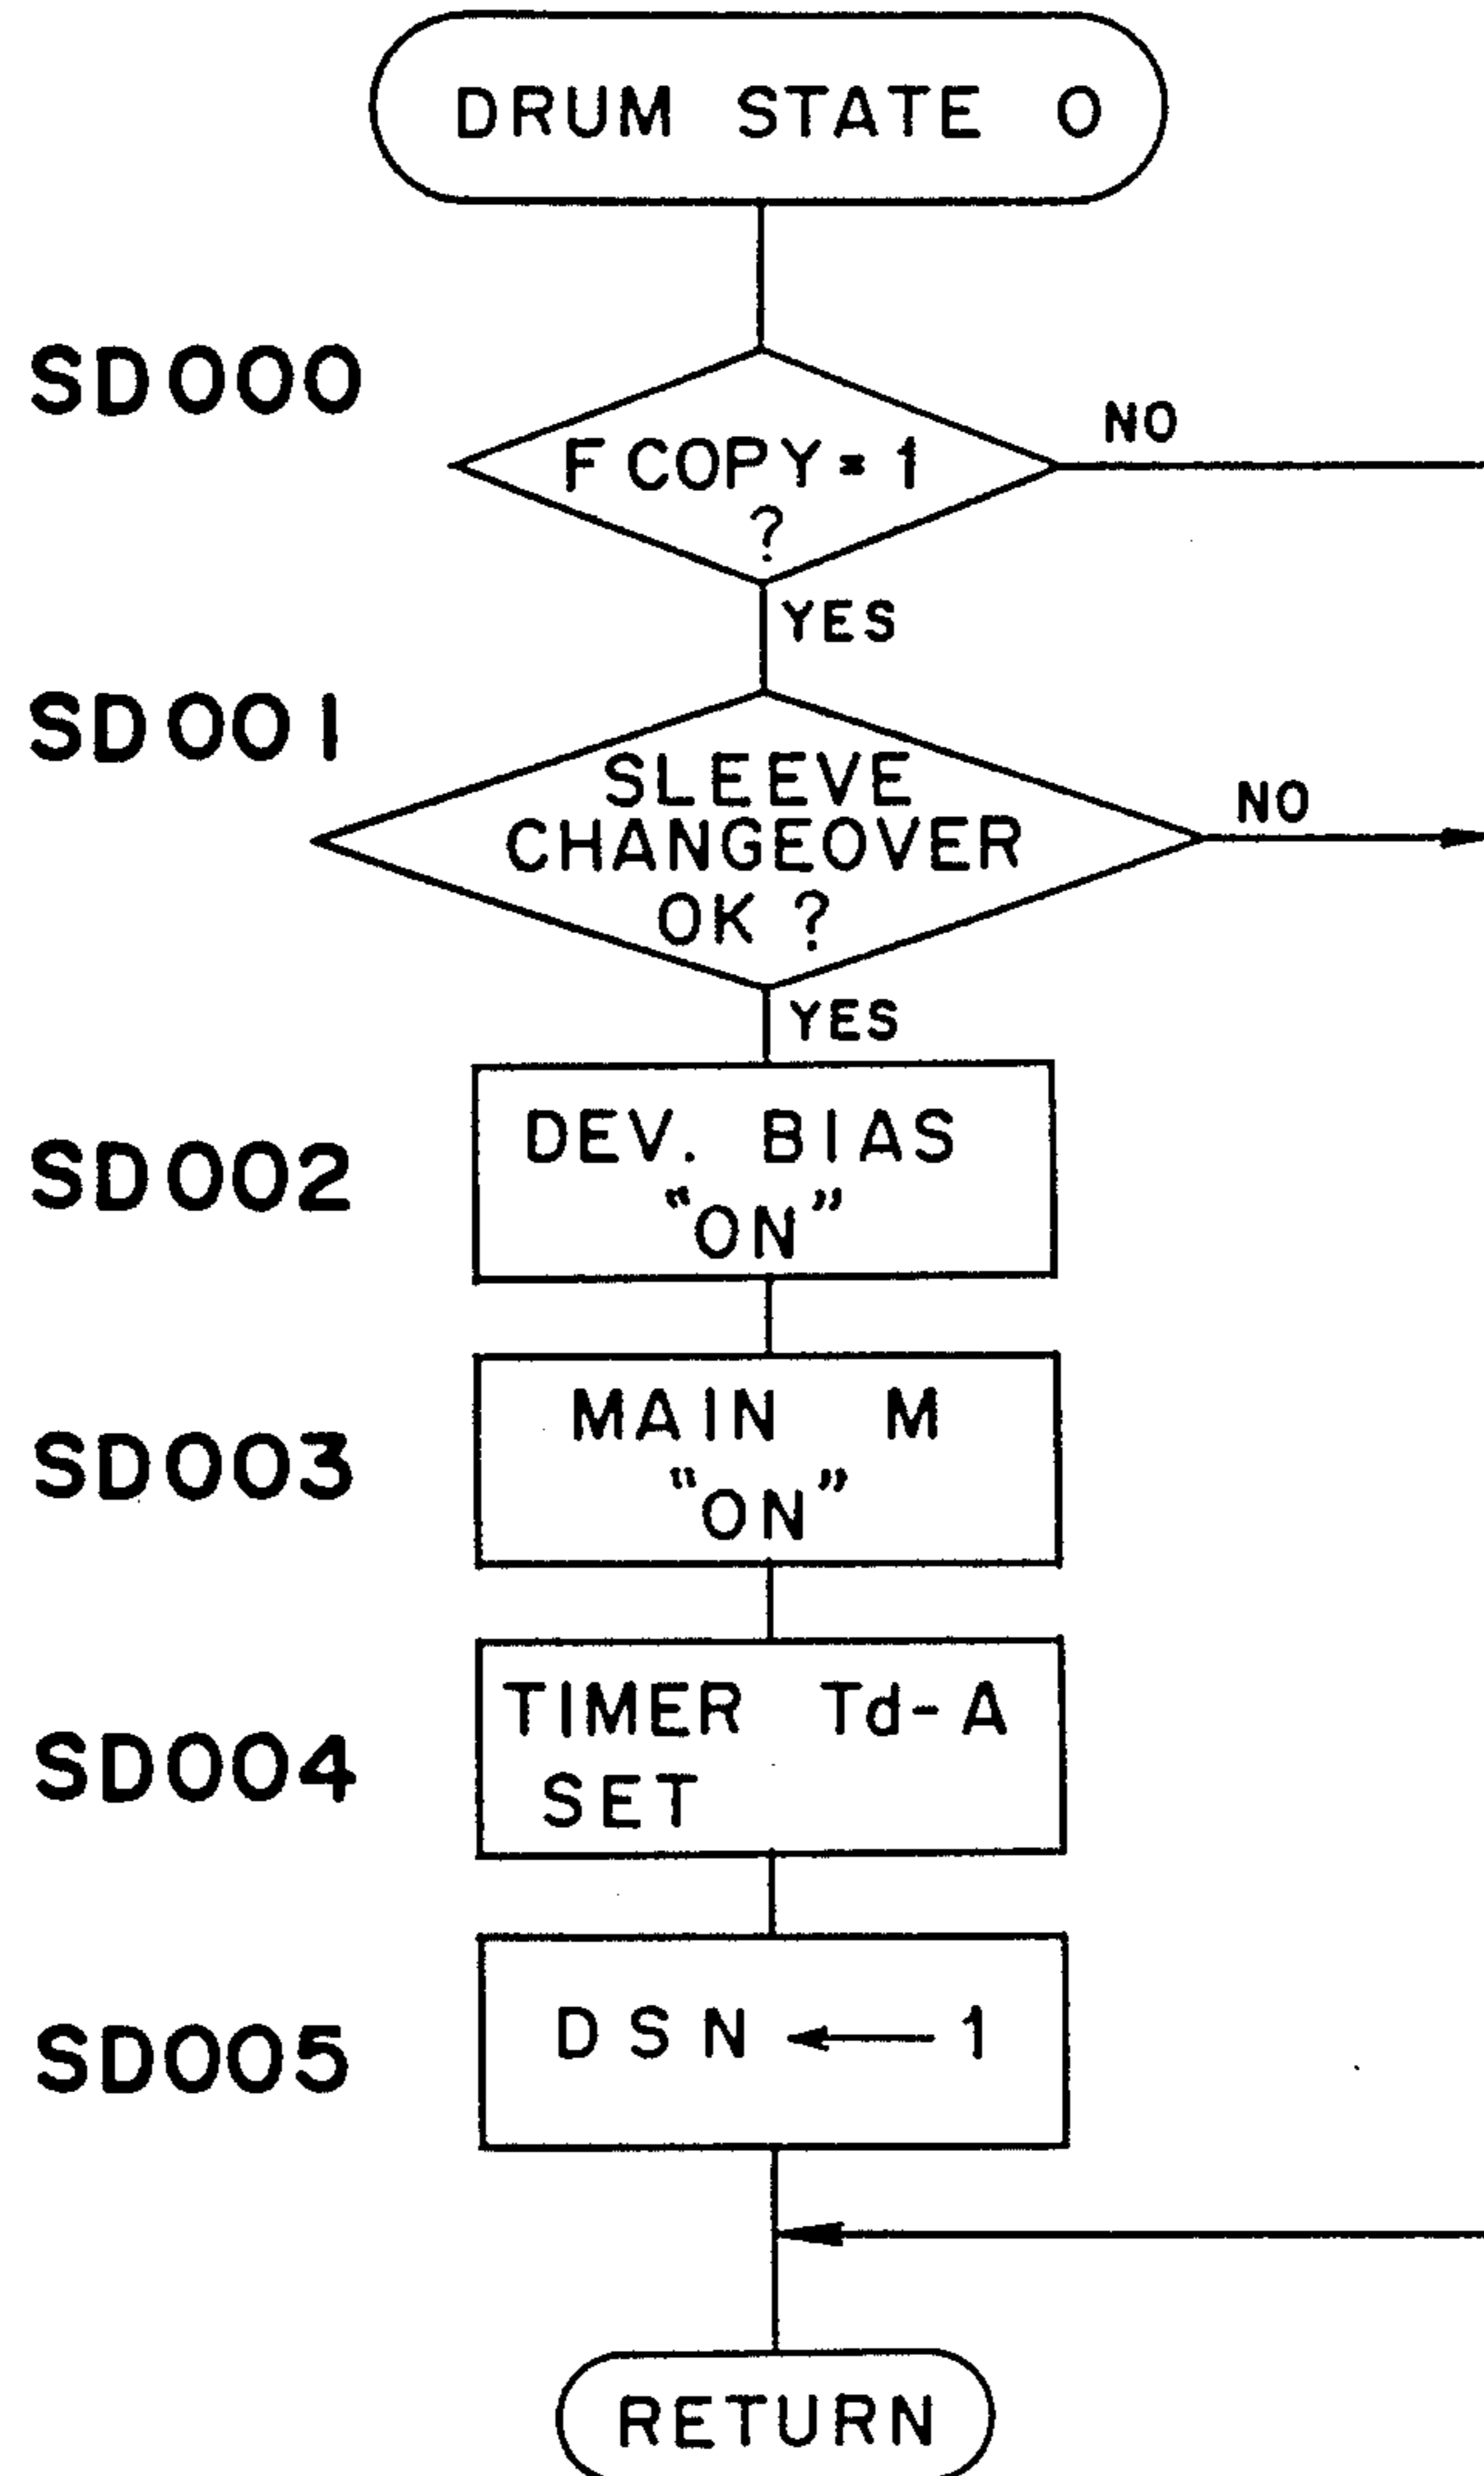 DRUM STATE 0
SD000
F COPY = 1
?
NO
YES
SD001
SLEEVE
CHANGEOVER
OK ?
NO
YES
SD002
DEV. BIAS
“ON”
SD003
MAIN M
“ON”
SD004
TIMER Td-A
SET
SD005
DSN ← 1
RETURN